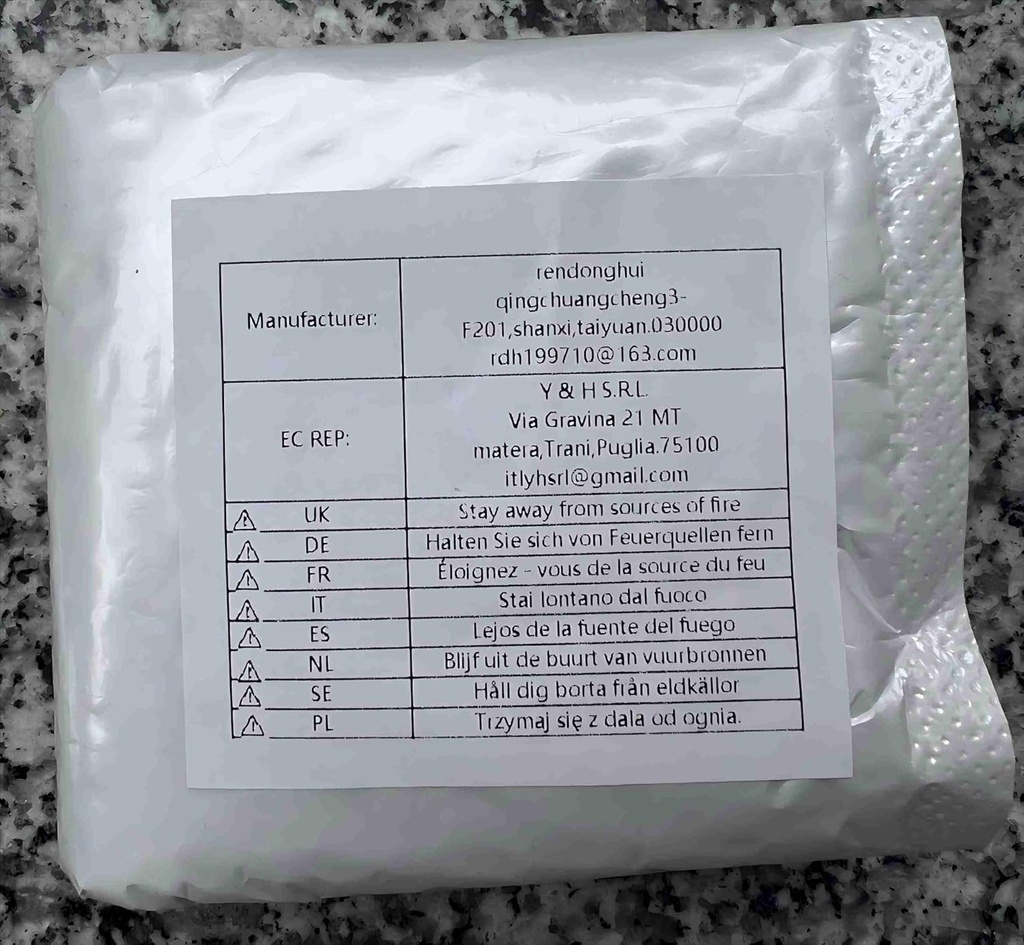 Manufacturer:
rendonghui
qingchuangcheng3-
F201,shanxi,taiyuan.030000
rdh199710@163.com
EC REP:
Y & H S.R.L.
Via Gravina 21 MT
matera,Trani,Puglia.75100
itlyhsrl@gmail.com
UK Stay away from sources of fire
DE Halten Sie sich von Feuerquellen fern
FR Éloignez - vous de la source du feu
IT Stai lontano dal fuoco
ES Lejos de la fuente del fuego
NL Blijf uit de buurt van vuurbronnen
SE Håll dig borta från eldkällor
PL Trzymaj się z dala od ognia.